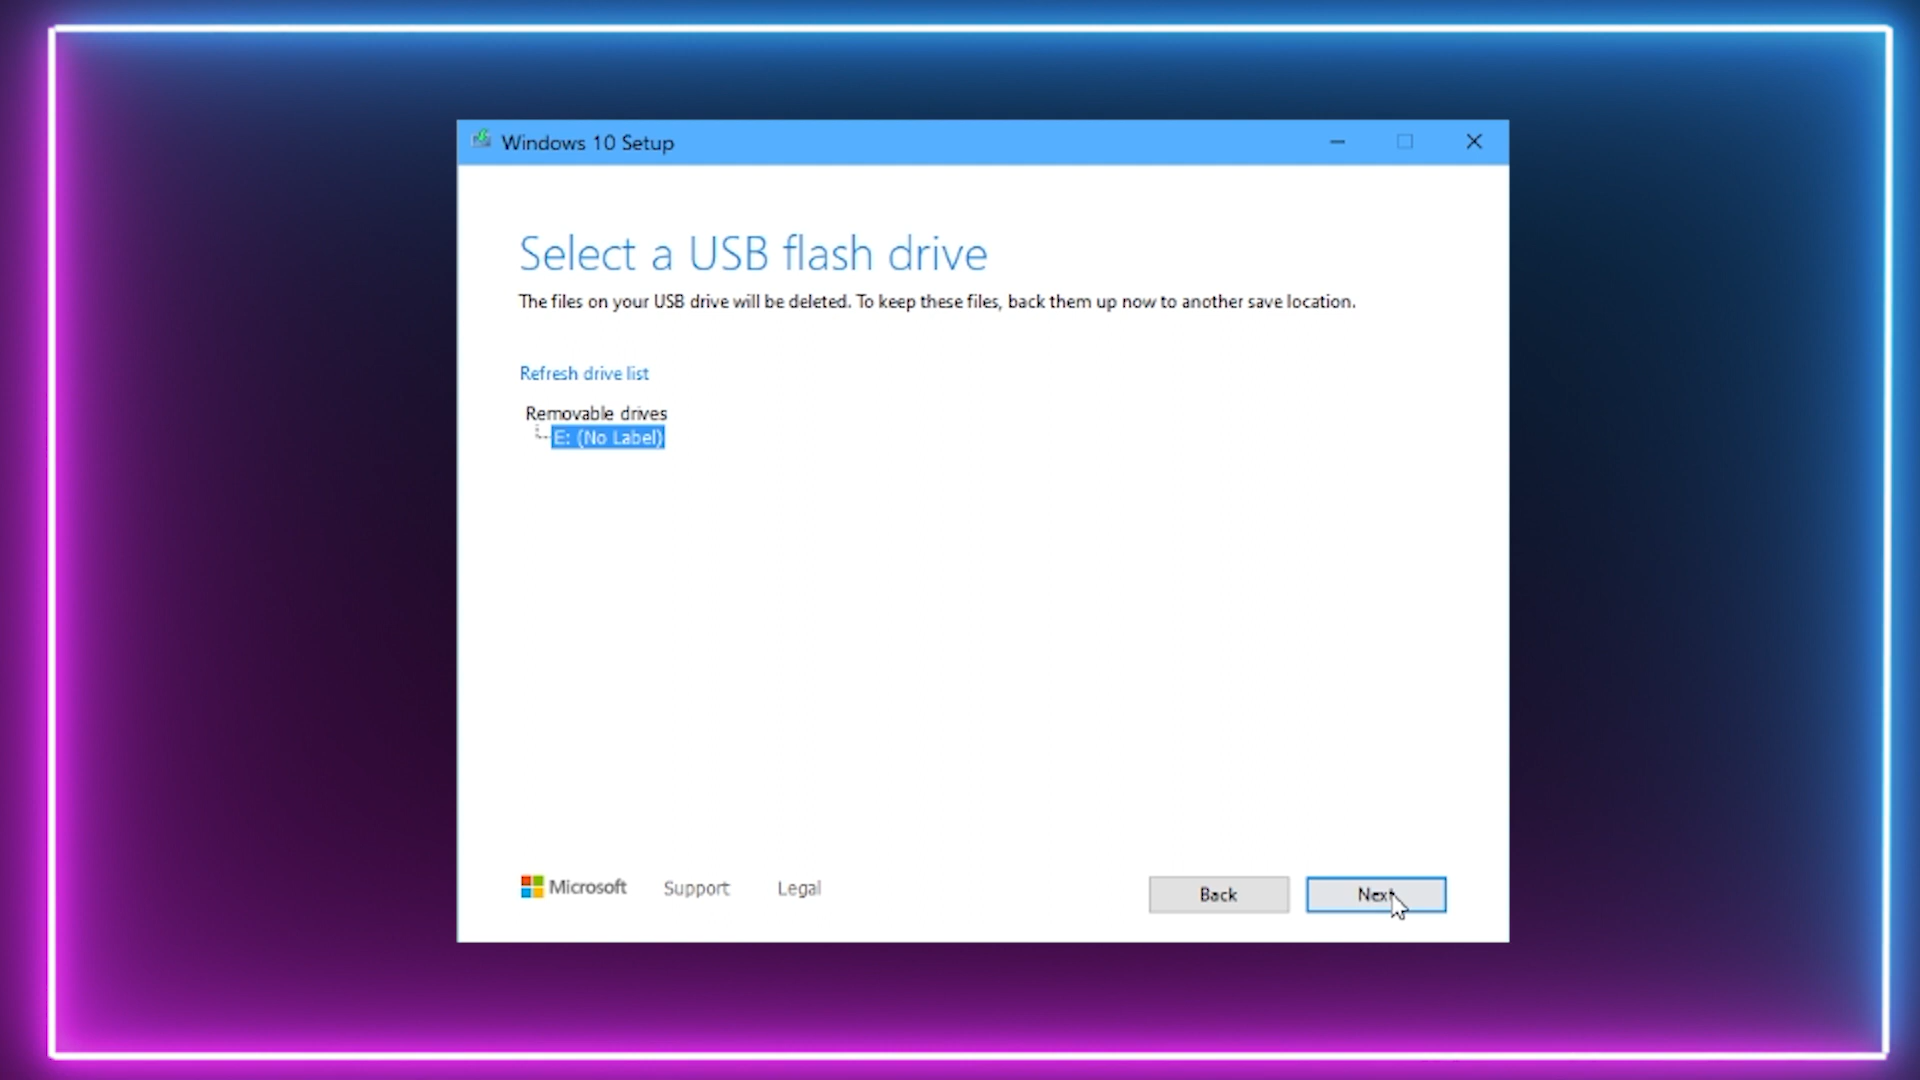 Windows 10 Setup
Select a USB flash drive
The files on your USB drive will be deleted. To keep these files, back them up now to another save location.
Refresh drive list
Removable drives
E: (No Label)
Microsoft Support Legal
Back Next